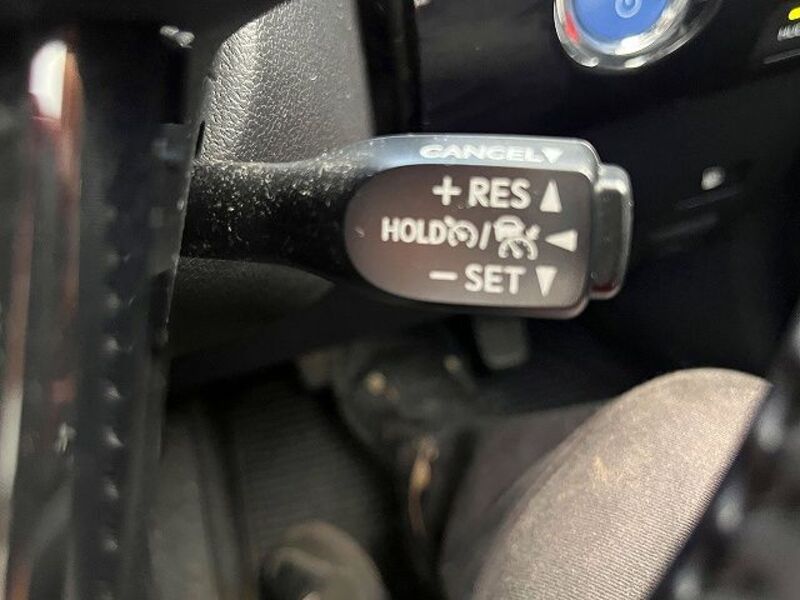 CANCEL▼
+RES▲
HOLD / ◀
−SET▼